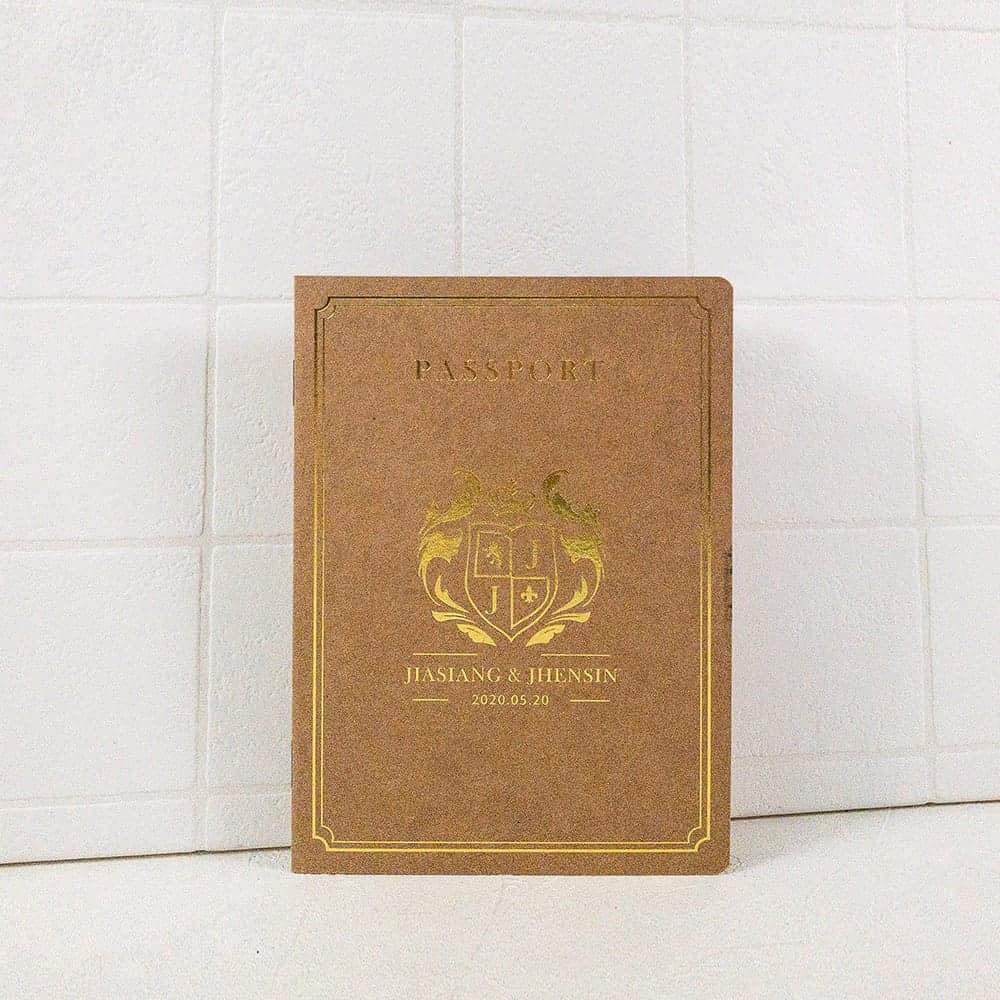 PASSPORT
J
J
JIASIANG & JHENSIN
2020.05.20